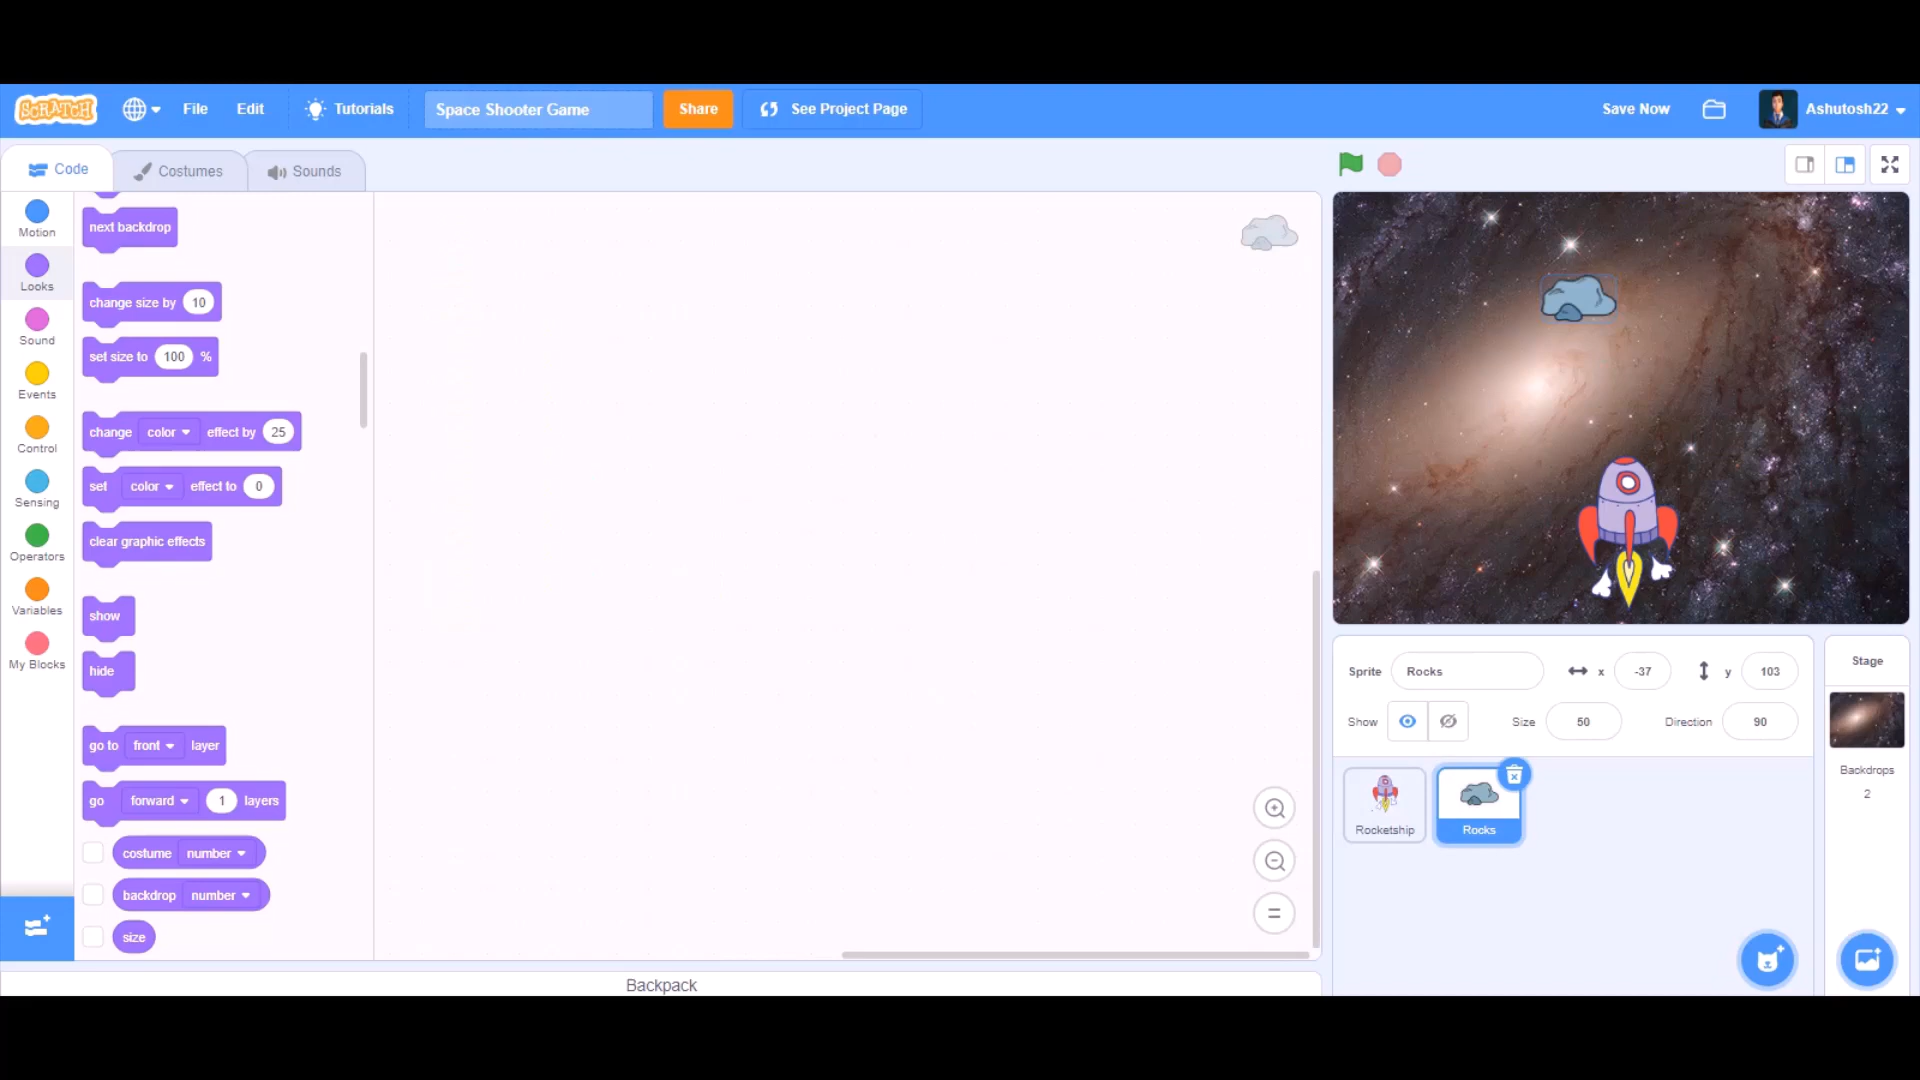 SCRATCH File Edit Tutorials Space Shooter Game Share See Project Page Save Now Ashutosh22
Code Costumes Sounds
Motion
Looks
Sound
Events
Control
Sensing
Operators
Variables
My Blocks
next backdrop
change size by 10
set size to 100 %
change color effect by 25
set color effect to 0
clear graphic effects
show
hide
go to front layer
go forward 1 layers
costume number
backdrop number
size
Backpack
Sprite Rocks x -37 y 103
Show Size 50 Direction 90
Rocketship Rocks
Stage
Backdrops
2